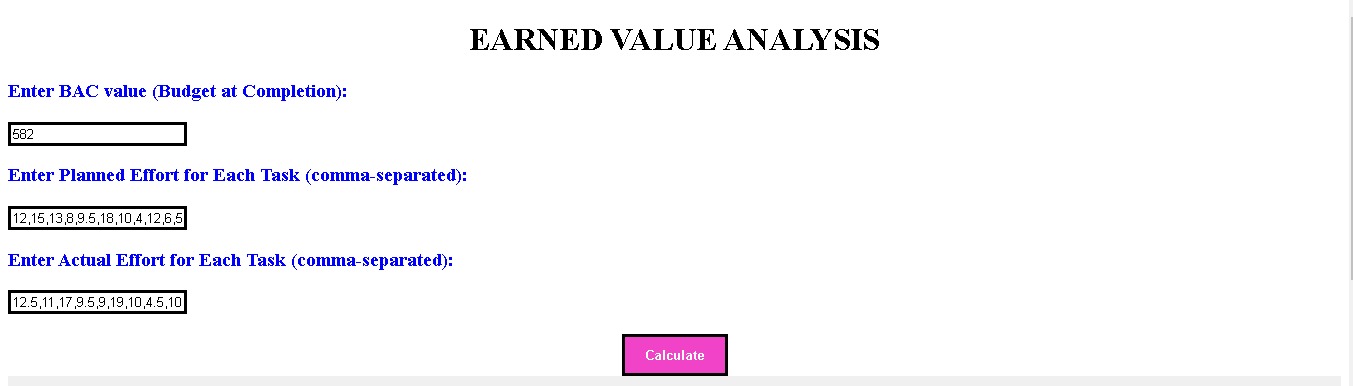 EARNED VALUE ANALYSIS
Enter BAC value (Budget at Completion):
582
Enter Planned Effort for Each Task (comma-separated):
12,15,13,8,9.5,18,10,4,12,6,5
Enter Actual Effort for Each Task (comma-separated):
12.5,11,17,9.5,9,19,10,4.5,10
Calculate